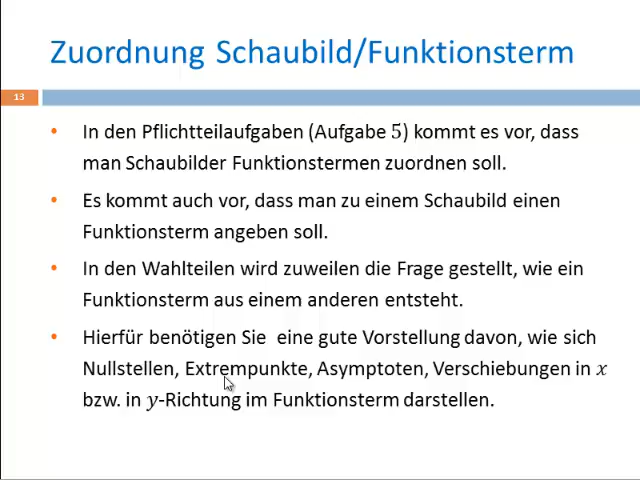 Zuordnung Schaubild/Funktionsterm
13
• In den Pflichtteilaufgaben (Aufgabe 5) kommt es vor, dass
man Schaubilder Funktionstermen zuordnen soll.
• Es kommt auch vor, dass man zu einem Schaubild einen
Funktionsterm angeben soll.
• In den Wahlteilen wird zuweilen die Frage gestellt, wie ein
Funktionsterm aus einem anderen entsteht.
• Hierfür benötigen Sie eine gute Vorstellung davon, wie sich
Nullstellen, Extrempunkte, Asymptoten, Verschiebungen in x
bzw. in y-Richtung im Funktionsterm darstellen.